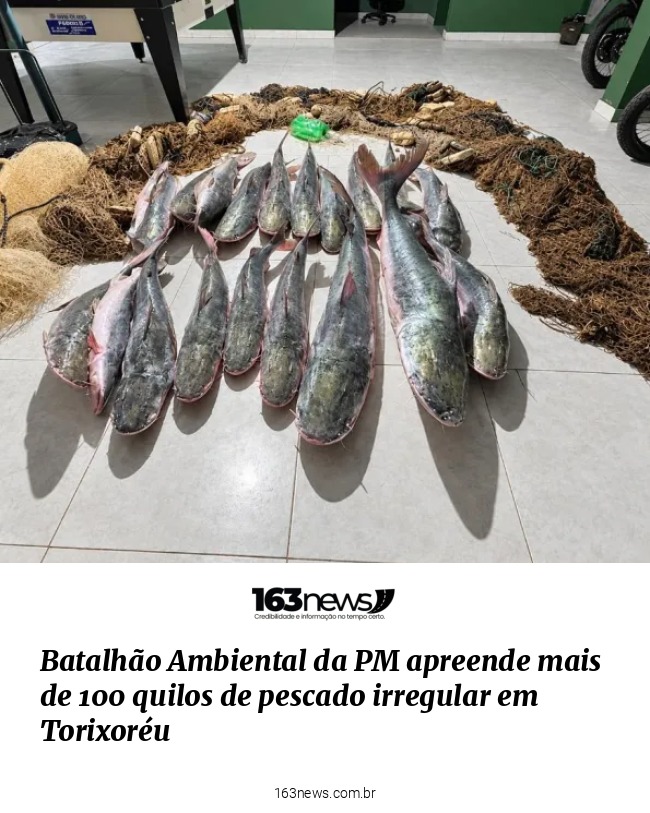 163news
Credibilidade e informação no tempo certo.
Batalhão Ambiental da PM apreende mais
de 100 quilos de pescado irregular em
Torixoréu
163news.com.br